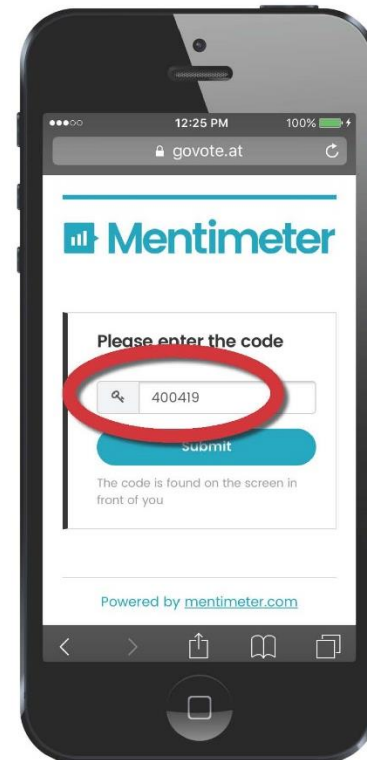 12:25 PM 100%
govote.at
Mentimeter
Please enter the code
400419
Submit
The code is found on the screen in
front of you
Powered by mentimeter.com